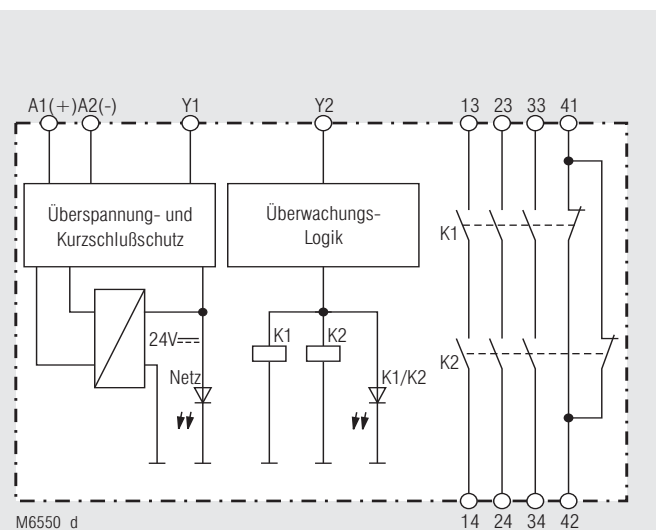 A1(+)A2(-) Y1 Y2 13 23 33 41
Überspannung- und
Kurzschlußschutz
Überwachungs-
Logik
K1
24V
K1 K2
K2
Netz K1/K2
M6550_d
14 24 34 42